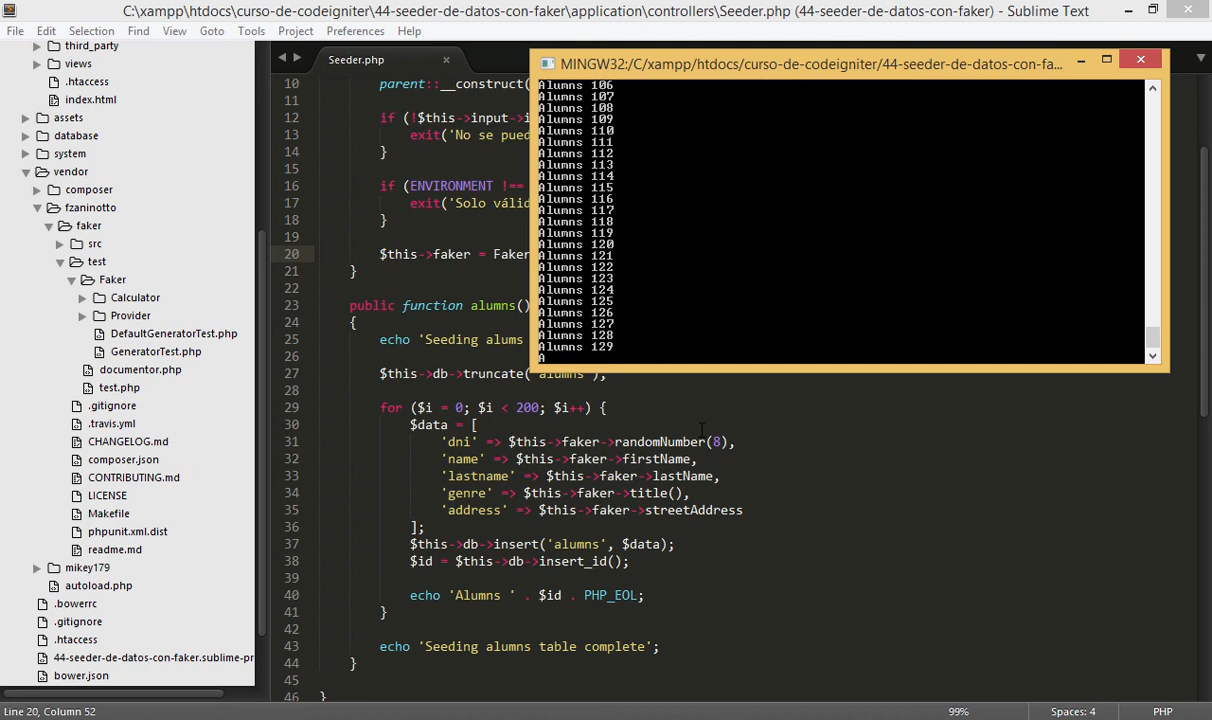 C:\xampp\htdocs\curso-de-codeigniter\44-seeder-de-datos-con-faker\application\controllers\Seeder.php (44-seeder-de-datos-con-faker) - Sublime Text
File Edit Selection Find View Goto Tools Project Preferences Help
third_party
views
.htaccess
index.html
assets
database
system
vendor
composer
fzaninotto
faker
src
test
Faker
Calculator
Provider
DefaultGeneratorTest.php
GeneratorTest.php
documentor.php
test.php
.gitignore
.travis.yml
CHANGELOG.md
composer.json
CONTRIBUTING.md
LICENSE
Makefile
phpunit.xml.dist
readme.md
mikey179
autoload.php
.bowerrc
.gitignore
.htaccess
44-seeder-de-datos-con-faker.sublime-pr
bower.json
Seeder.php
10 parent::__construct(
11
12 if (!$this->input->i
13 exit('No se pued
14 }
15
16 if (ENVIRONMENT !==
17 exit('Solo válid
18 }
19
20 $this->faker = Faker
21 }
22
23 public function alumns()
24 {
25 echo 'Seeding alums
26
27 $this->db->truncate('alumns');
28
29 for ($i = 0; $i < 200; $i++) {
30 $data = [
31 'dni' => $this->faker->randomNumber(8),
32 'name' => $this->faker->firstName,
33 'lastname' => $this->faker->lastName,
34 'genre' => $this->faker->title(),
35 'address' => $this->faker->streetAddress
36 ];
37 $this->db->insert('alumns', $data);
38 $id = $this->db->insert_id();
39
40 echo 'Alumns ' . $id . PHP_EOL;
41 }
42
43 echo 'Seeding alumns table complete';
44 }
45
46 }
MINGW32:/C/xampp/htdocs/curso-de-codeigniter/44-seeder-de-datos-con-fa...
Alumns 106
Alumns 107
Alumns 108
Alumns 109
Alumns 110
Alumns 111
Alumns 112
Alumns 113
Alumns 114
Alumns 115
Alumns 116
Alumns 117
Alumns 118
Alumns 119
Alumns 120
Alumns 121
Alumns 122
Alumns 123
Alumns 124
Alumns 125
Alumns 126
Alumns 127
Alumns 128
Alumns 129
A
Line 20, Column 52 99% Spaces: 4 PHP